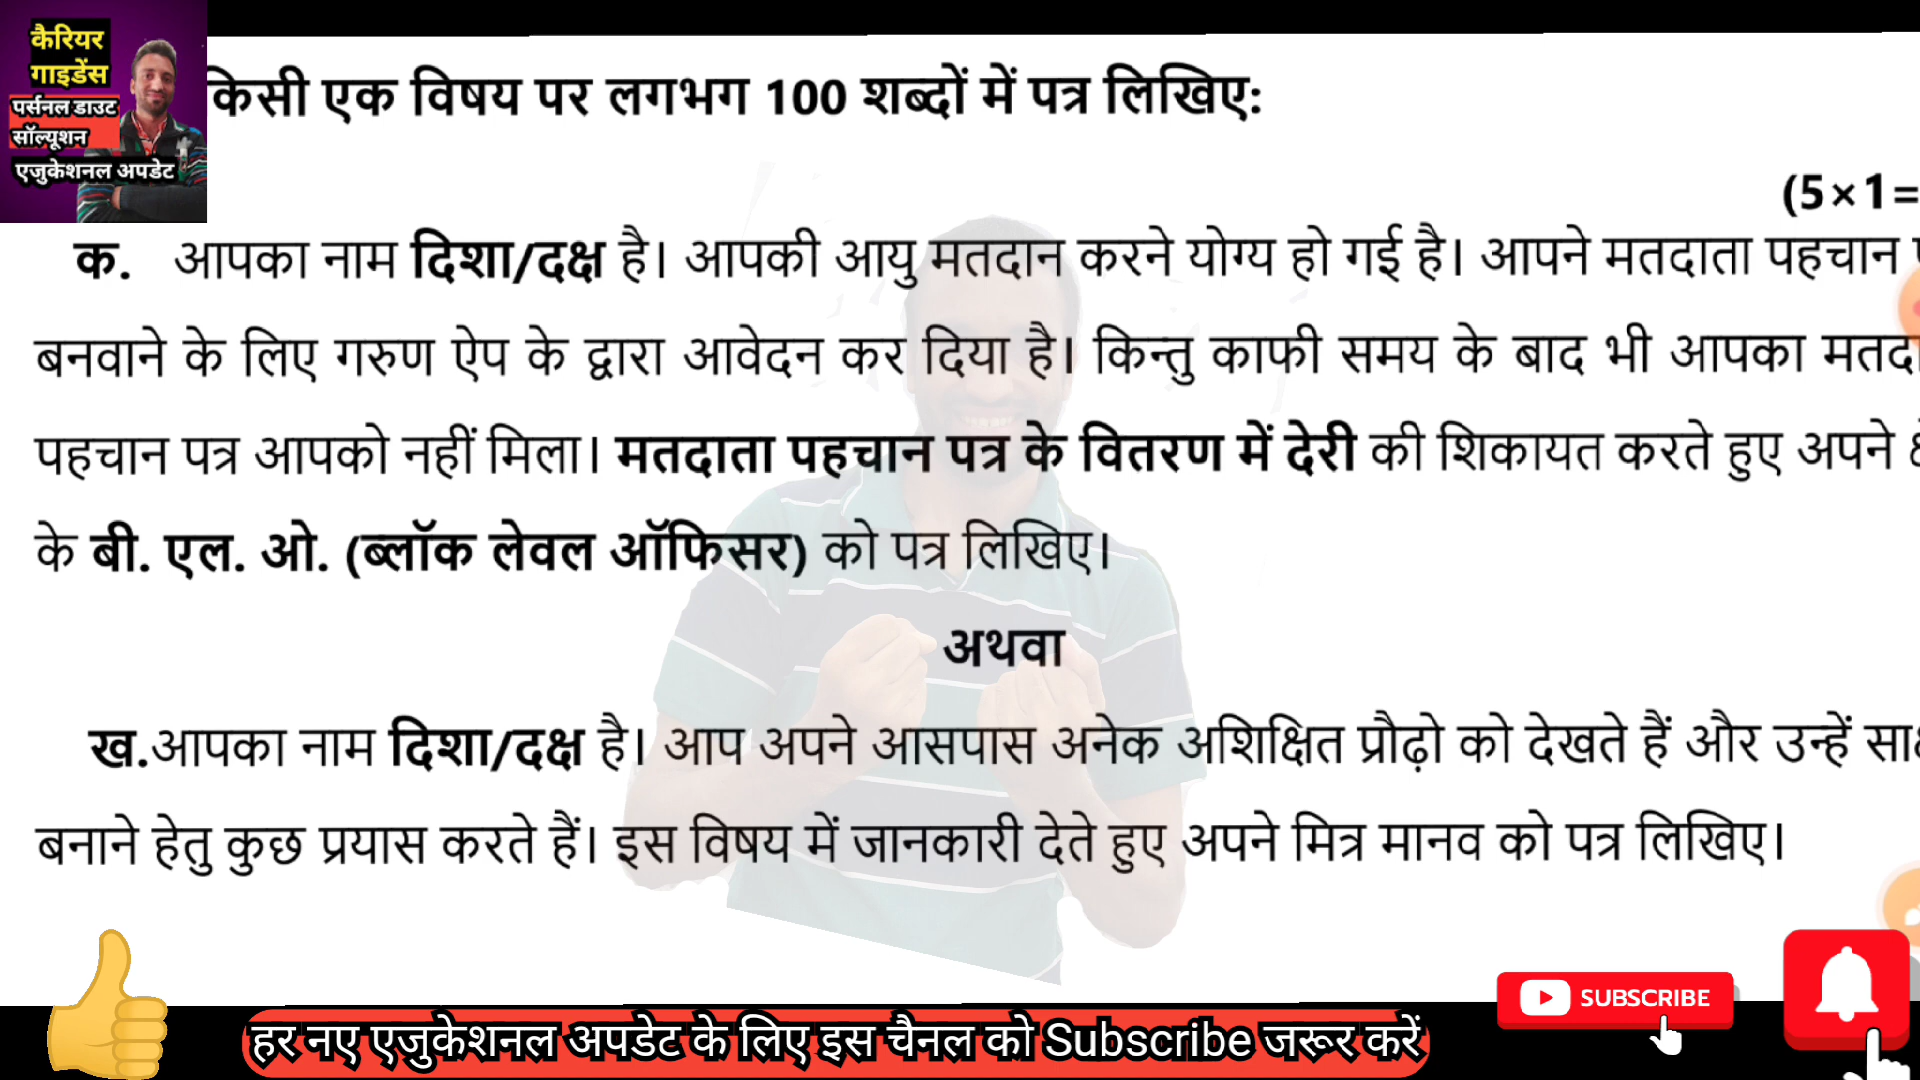 कैरियर
गाइडेंस
पर्सनल डाउट
सॉल्यूशन
एजुकेशनल अपडेट
किसी एक विषय पर लगभग 100 शब्दों में पत्र लिखिए:
(5×1=
क. आपका नाम दिशा/दक्ष है। आपकी आयु मतदान करने योग्य हो गई है। आपने मतदाता पहचान
बनवाने के लिए गरुण ऐप के द्वारा आवेदन कर दिया है। किन्तु काफी समय के बाद भी आपका
पहचान पत्र आपको नहीं मिला। मतदाता पहचान पत्र के वितरण में देरी की शिकायत करते हुए अपने
के बी. एल. ओ. (ब्लॉक लेवल ऑफिसर) को पत्र लिखिए।
अथवा
ख.आपका नाम दिशा/दक्ष है। आप अपने आसपास अनेक अशिक्षित प्रौढ़ो को देखते हैं और उन्हें
बनाने हेतु कुछ प्रयास करते हैं। इस विषय में जानकारी देते हुए अपने मित्र मानव को पत्र लिखिए।
SUBSCRIBE
हर नए एजुकेशनल अपडेट के लिए इस चैनल को Subscribe जरूर करें